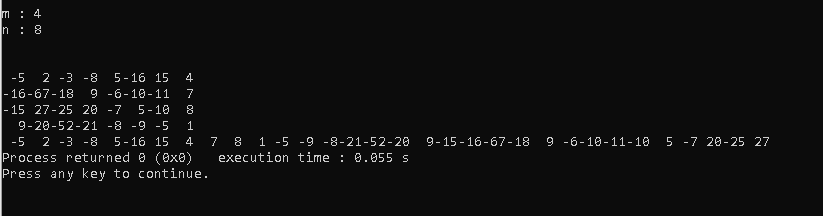 m : 4
n : 8
 -5  2 -3 -8  5-16 15  4
-16-67-18  9 -6-10-11  7
-15 27-25 20 -7  5-10  8
  9-20-52-21 -8 -9 -5  1
 -5  2 -3 -8  5-16 15  4  7  8  1 -5 -9 -8-21-52-20  9-15-16-67-18  9 -6-10-11-10  5 -7 20-25 27
Process returned 0 (0x0)   execution time : 0.055 s
Press any key to continue.